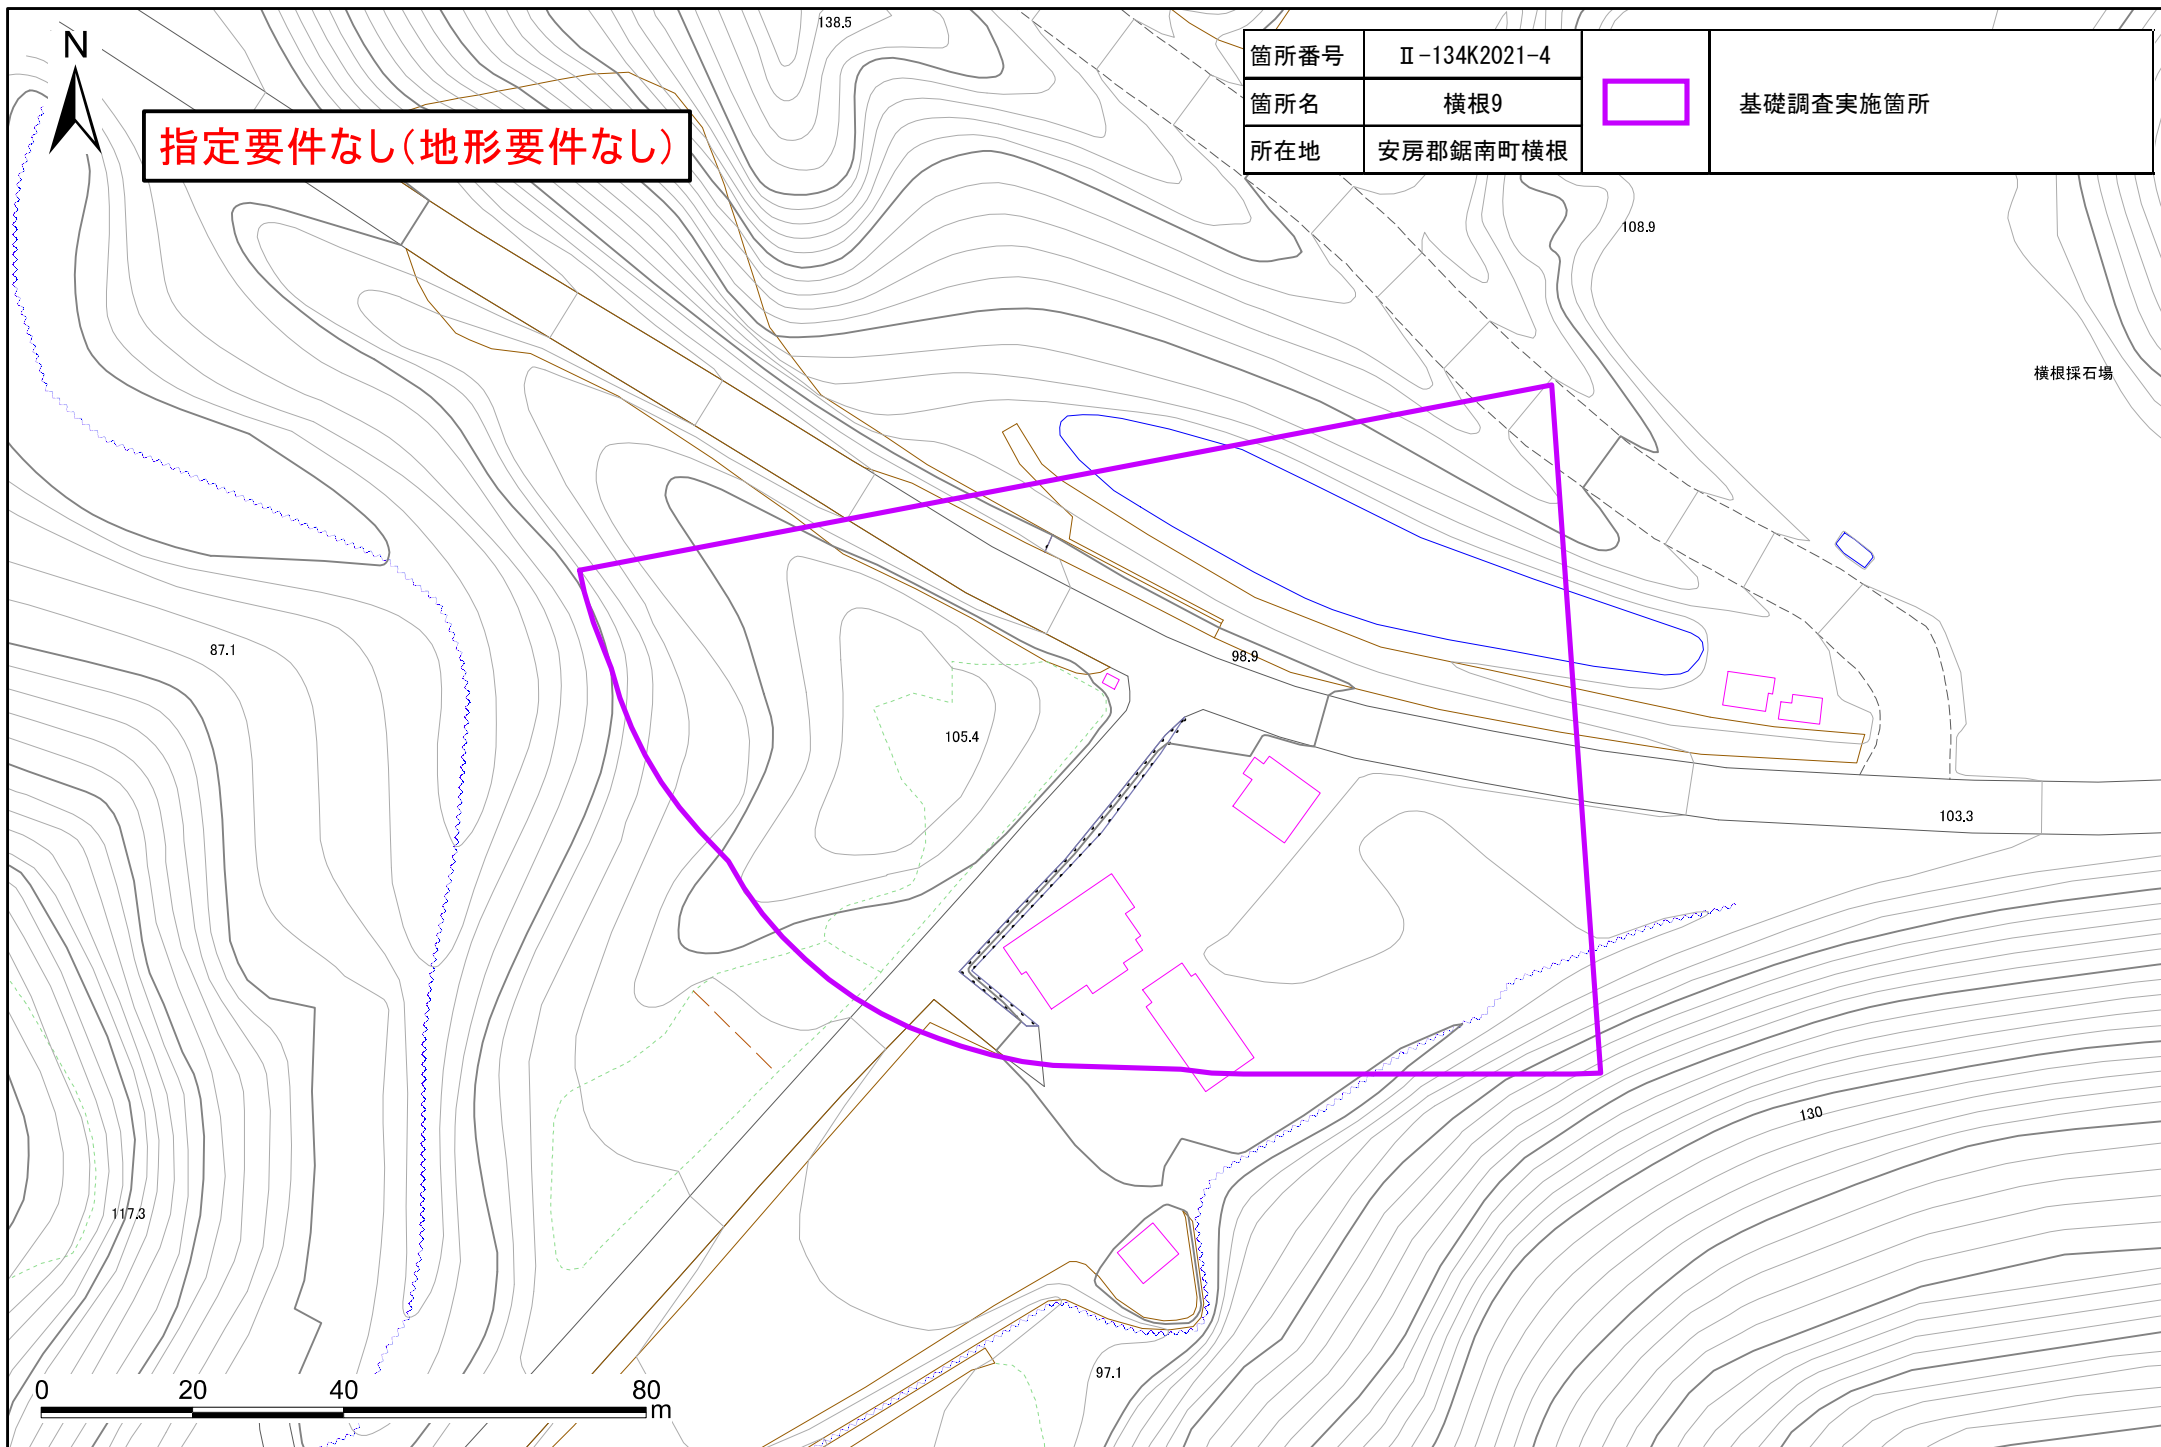 138.5
N
指定要件なし(地形要件なし)
箇所番号 Ⅱ-134K2021-4
箇所名 横根9
所在地 安房郡鋸南町横根
基礎調査実施箇所
108.9
横根採石場
87.1
98.9
105.4
103.3
130
117.3
97.1
0 20 40 80
m